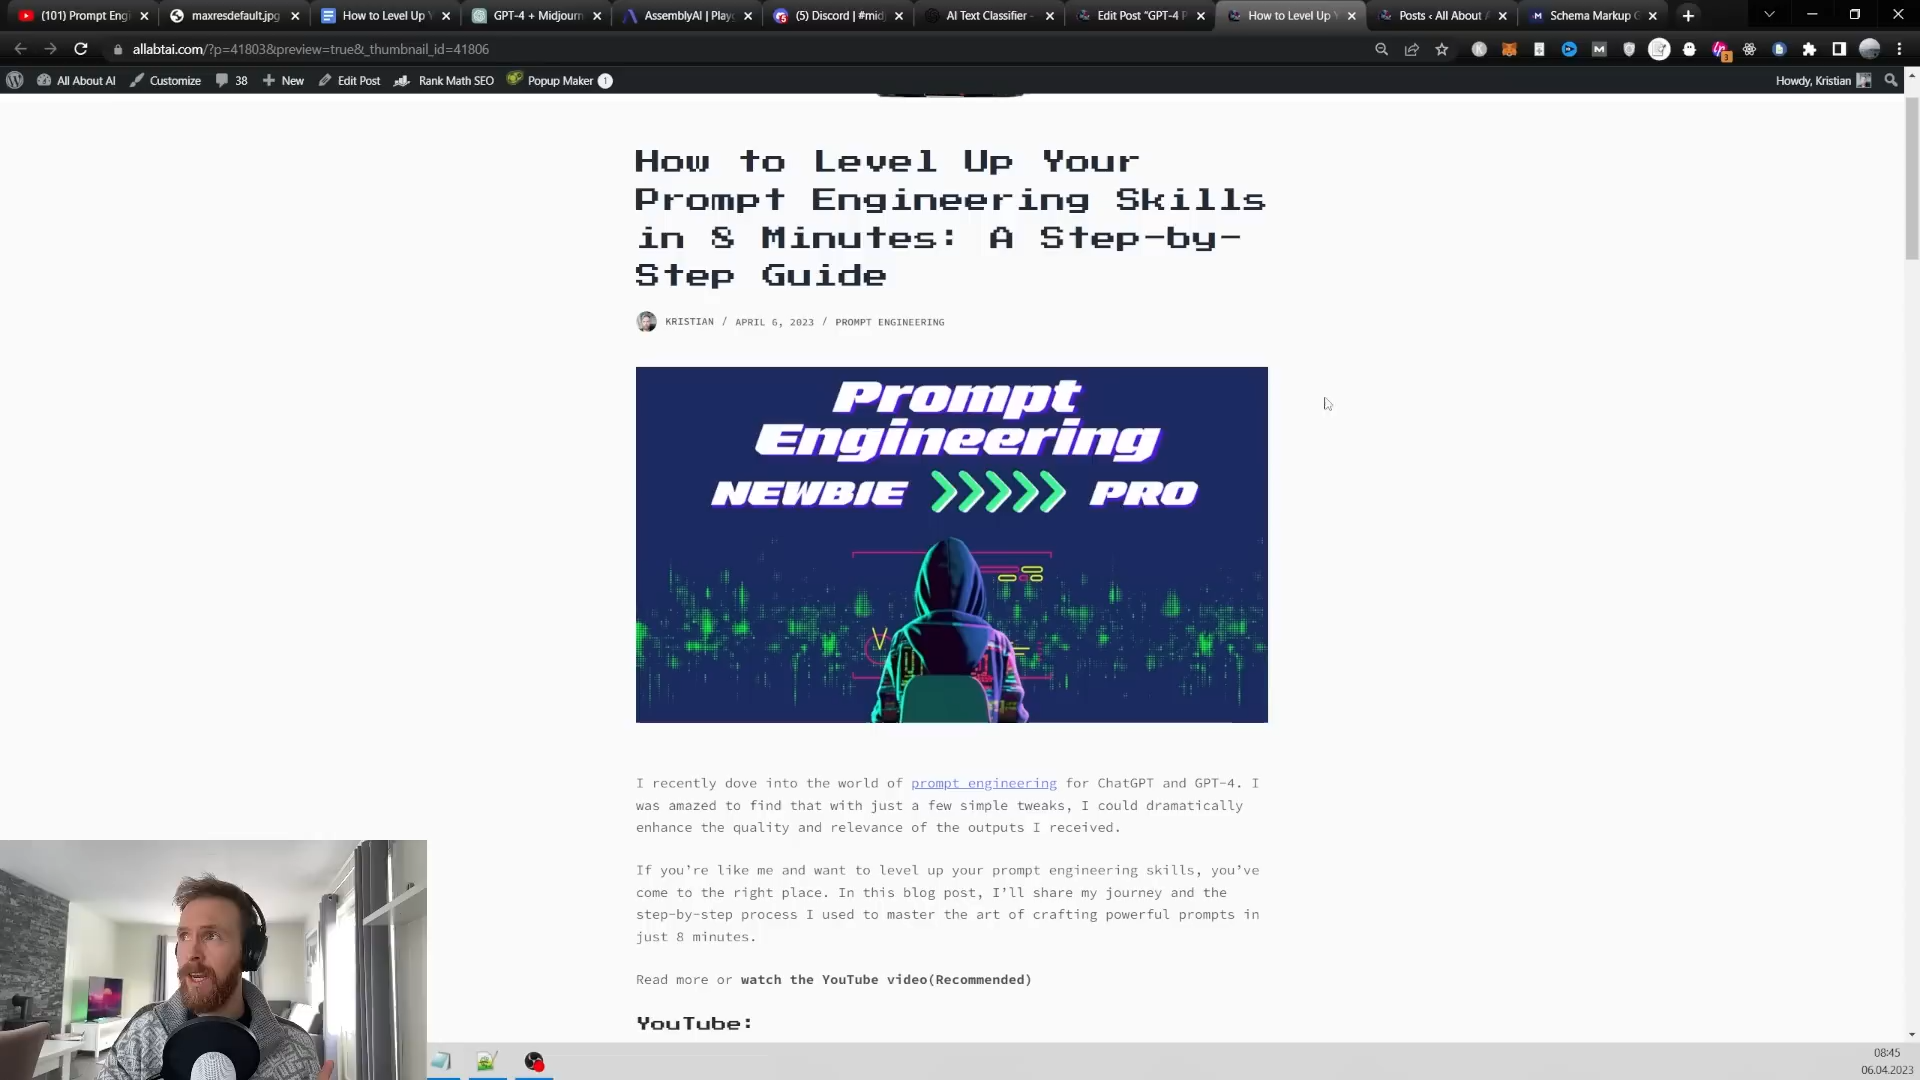 (101) Prompt Engi
maxresdefault.jpg
How to Level Up Y
GPT-4 + Midjourn
AssemblyAI | Playg
(5) Discord | #mid
AI Text Classifier -
Edit Post "GPT-4 P
How to Level Up Y
Posts ‹ All About A
Schema Markup G
allabtai.com/?p=41803&preview=true&_thumbnail_id=41806
All About AI
Customize
38
New
Edit Post
Rank Math SEO
Popup Maker 1
Howdy, Kristian
How to Level Up Your
Prompt Engineering Skills
in 8 Minutes: A Step-by-
Step Guide
KRISTIAN / APRIL 6, 2023 / PROMPT ENGINEERING
Prompt
Engineering
NEWBIE >>>>> PRO
I recently dove into the world of prompt engineering for ChatGPT and GPT-4. I
was amazed to find that with just a few simple tweaks, I could dramatically
enhance the quality and relevance of the outputs I received.
If you're like me and want to level up your prompt engineering skills, you've
come to the right place. In this blog post, I'll share my journey and the
step-by-step process I used to master the art of crafting powerful prompts in
just 8 minutes.
Read more or watch the YouTube video(Recommended)
YouTube:
08:45
06.04.2023